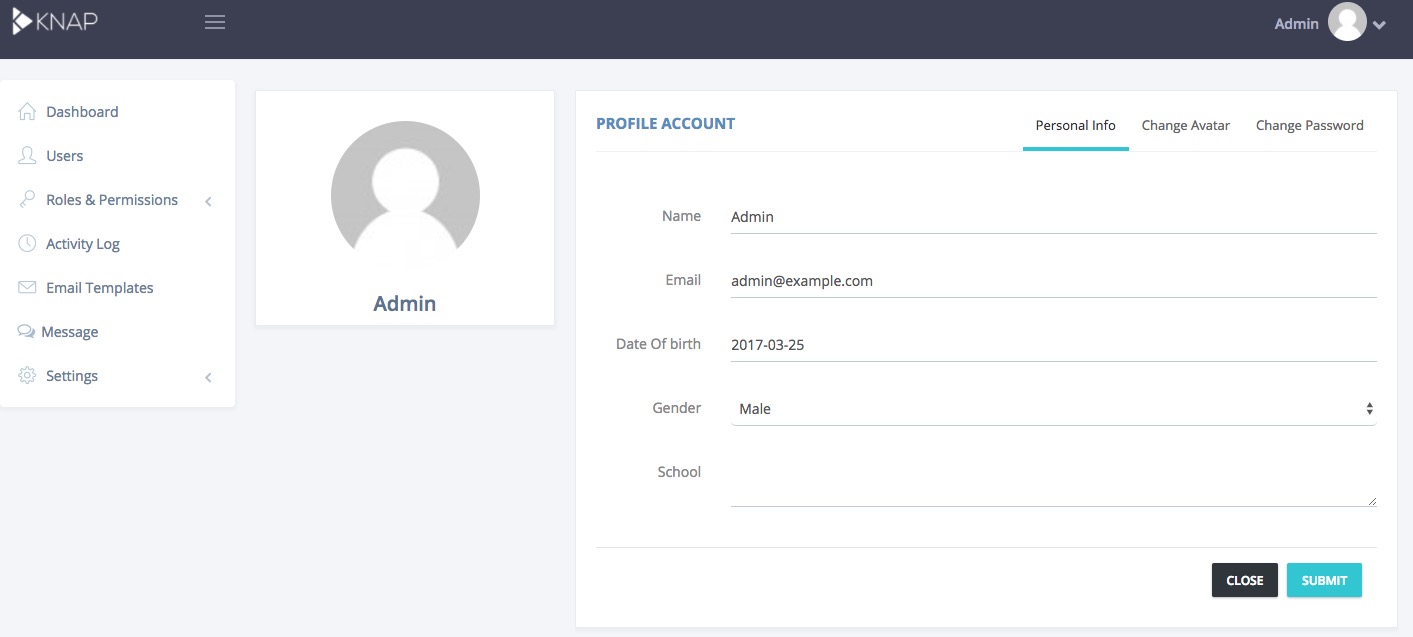 KNAP
Admin
Dashboard
Users
Roles & Permissions
Activity Log
Email Templates
Message
Settings
Admin
PROFILE ACCOUNT
Personal Info Change Avatar Change Password
Name Admin
Email admin@example.com
Date Of birth 2017-03-25
Gender Male
School
CLOSE SUBMIT